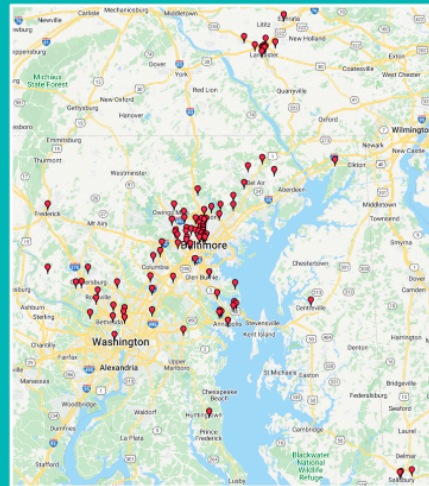 Newville
Carlisle
Mechanicsburg
Middletown
Ephrata
Lititz
New Holland
Lancaster
Exton
Coatesville
West Chester
Michaux
State Forest
Dover
York
Red Lion
Quarryville
Gettysburg
New Oxford
Hanover
Oxford
Emmitsburg
Thurmont
Newark
Wilmington
New Castle
Elkton
Westminster
Bel Air
Aberdeen
Middletown
Townsend
Frederick
Mt Airy
Owings M
Baltimore
Smyrna
Chestertown
Columbia
Glen Burnie
Ashburn
Sterling
Rockville
Bethesda
Annapolis
Stevensville
Kent Island
Centreville
Washington
Chantilly
Fairfax
Alexandria
Upper
Marlboro
Harrington
Manassas
St Michaels
Easton
Chesapeake
Beach
Bridgeville
Federalsburg
Seaford
Woodbridge
Waldorf
Huntingtown
Prince
Frederick
Dumfries
La Plata
Cambridge
Laurel
Delmar
Stafford
Lusby
Blackwater
National
Wildlife
Refuge
Salisbury